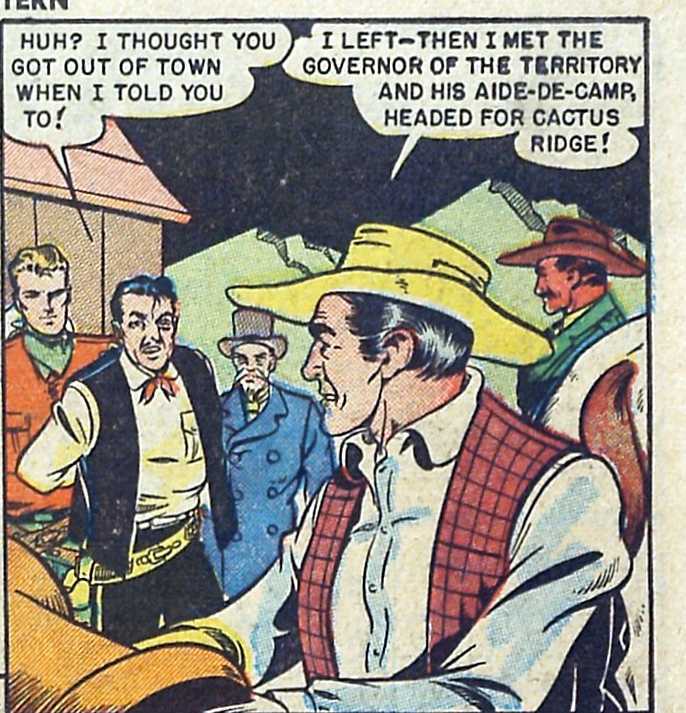 TERN
HUH? I THOUGHT YOU
GOT OUT OF TOWN
WHEN I TOLD YOU
TO!
I LEFT-THEN I MET THE
GOVERNOR OF THE TERRITORY
AND HIS AIDE-DE-CAMP,
HEADED FOR CACTUS
RIDGE!